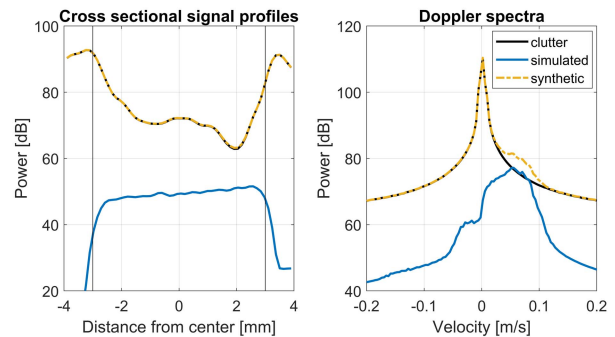 Cross sectional signal profiles
100
80
60
40
20
-4
-2
0
2
4
Power [dB]
Distance from center [mm]
Doppler spectra
120
100
80
60
40
-0.2
-0.1
0
0.1
0.2
Power [dB]
Velocity [m/s]
clutter
simulated
synthetic